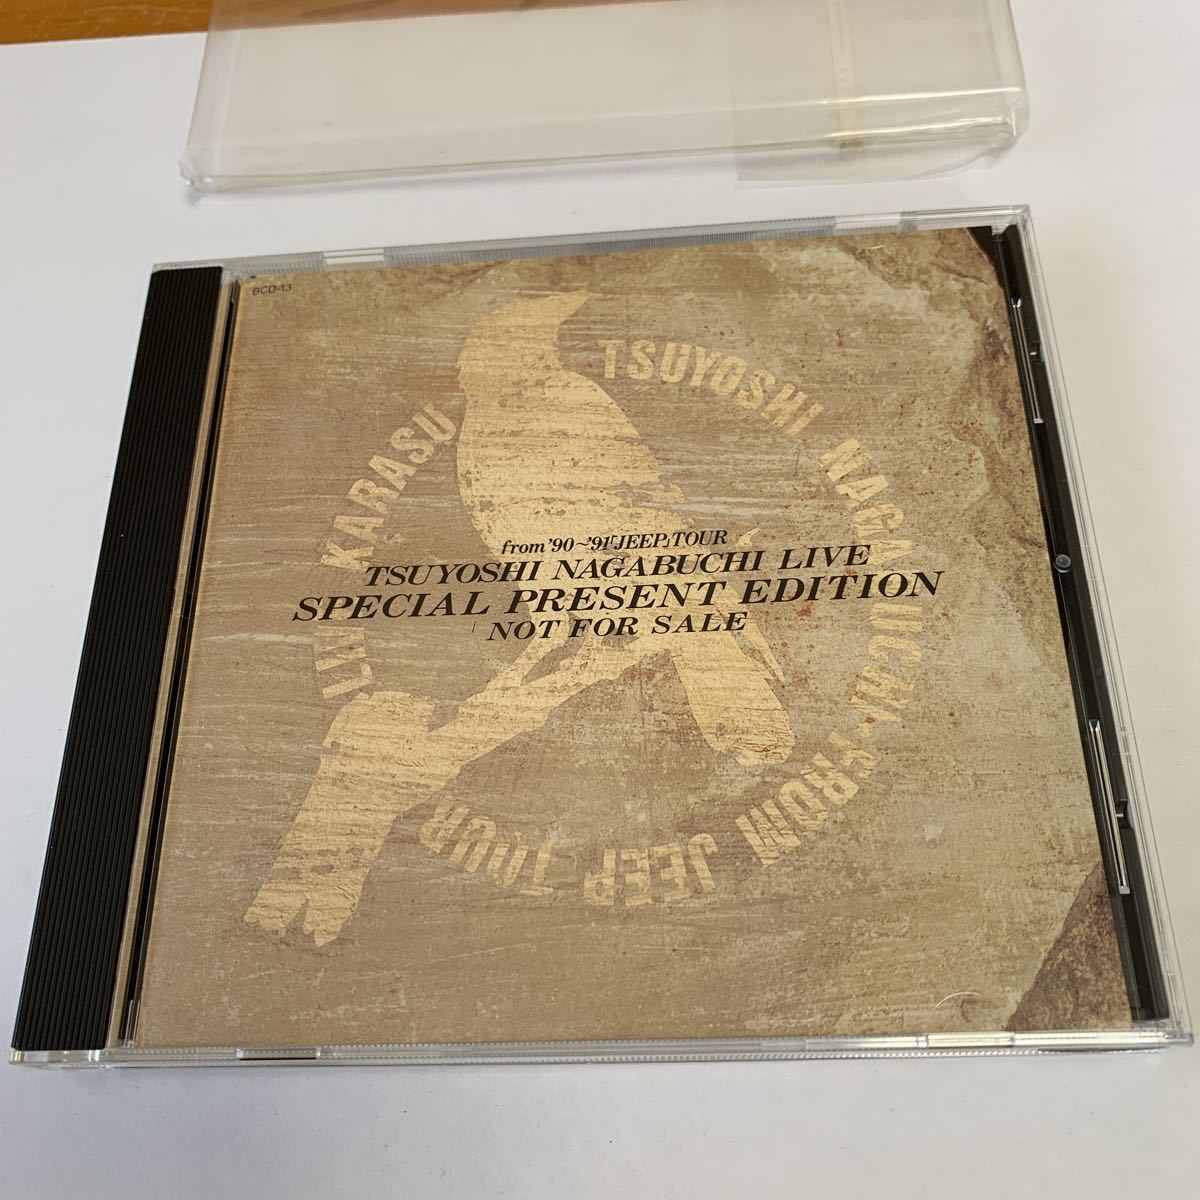 BCD-13
TSUYOSHI NAGABUCHI • FROM JEEP TOUR
KARASU
from '90~'91「JEEP」TOUR
TSUYOSHI NAGABUCHI LIVE
SPECIAL PRESENT EDITION
NOT FOR SALE